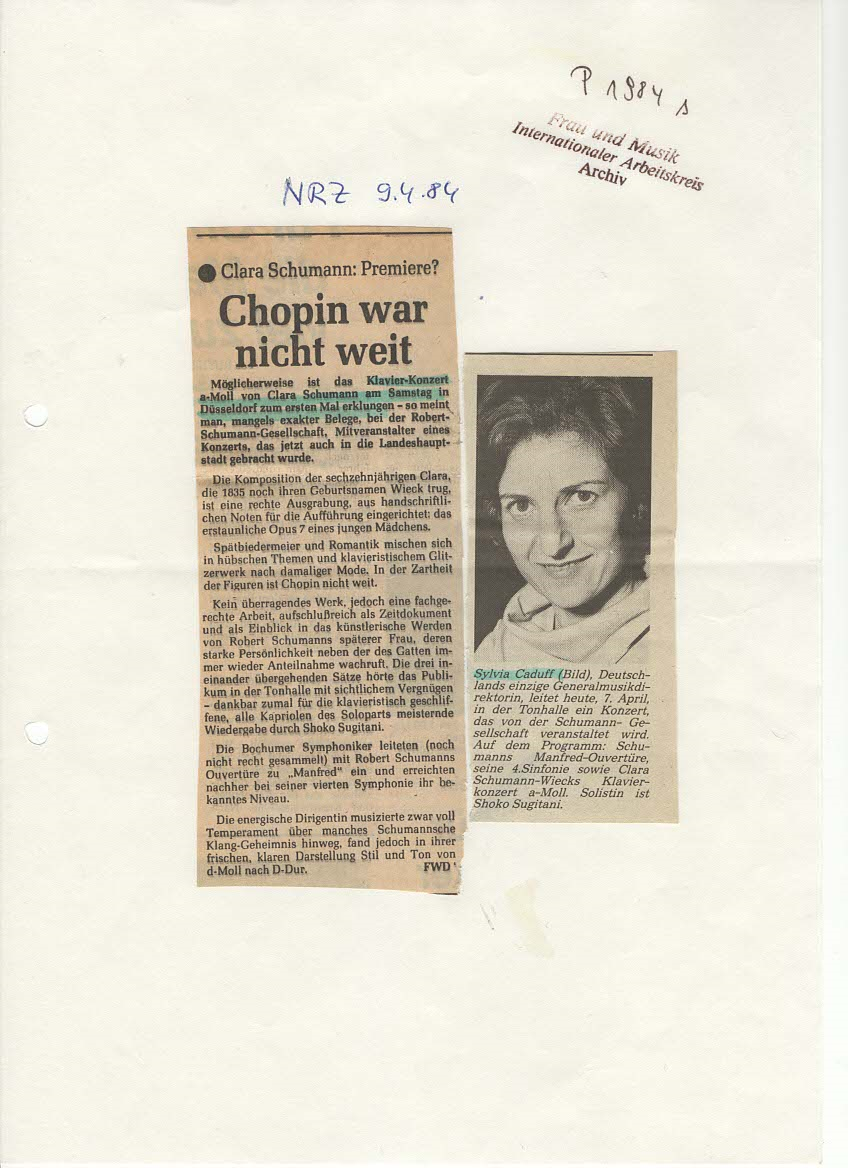 P 1984 s
Frau und Musik
Internationaler Arbeitskreis
Archiv
NRZ 9.4.84
Clara Schumann: Premiere?
Chopin war
nicht weit
Möglicherweise ist das Klavier-Konzert
a-Moll von Clara Schumann am Samstag in
Düsseldorf zum ersten Mal erklungen – so meint
man, mangels exakter Belege, bei der Robert-
Schumann-Gesellschaft, Mitveranstalter eines
Konzerts, das jetzt auch in die Landeshaupt-
stadt gebracht wurde.
Die Komposition der sechzehnjährigen Clara,
die 1835 noch ihren Geburtsnamen Wieck trug,
ist eine rechte Ausgrabung, aus handschriftli-
chen Noten für die Aufführung eingerichtet: das
erstaunliche Opus 7 eines jungen Mädchens.
Spätbiedermeier und Romantik mischen sich
in hübschen Themen und klavieristischem Glit-
zerwerk nach damaliger Mode. In der Zartheit
der Figuren ist Chopin nicht weit.
Kein überragendes Werk, jedoch eine fachge-
rechte Arbeit, aufschlußreich als Zeitdokument
und als Einblick in das künstlerische Werden
von Robert Schumanns späterer Frau, deren
starke Persönlichkeit neben der des Gatten im-
mer wieder Anteilnahme wachruft. Die drei in-
einander übergehenden Sätze hörte das Publi-
kum in der Tonhalle mit sichtlichem Vergnügen
– dankbar zumal für die klavieristisch geschlif-
fene, alle Kapriolen des Soloparts meisternde
Wiedergabe durch Shoko Sugitani.
Die Bochumer Symphoniker leiteten (noch
nicht recht gesammelt) mit Robert Schumanns
Ouvertüre zu „Manfred" ein und erreichten
nachher bei seiner vierten Symphonie ihr be-
kanntes Niveau.
Die energische Dirigentin musizierte zwar voll
Temperament über manches Schumannsche
Klang-Geheimnis hinweg, fand jedoch in ihrer
frischen, klaren Darstellung Stil und Ton von
d-Moll nach D-Dur. FWD
Sylvia Caduff (Bild), Deutsch-
lands einzige Generalmusikdi-
rektorin, leitet heute, 7. April,
in der Tonhalle ein Konzert,
das von der Schumann- Ge-
sellschaft veranstaltet wird.
Auf dem Programm: Schu-
manns Manfred-Ouvertüre,
seine 4.Sinfonie sowie Clara
Schumann-Wiecks Klavier-
konzert a-Moll. Solistin ist
Shoko Sugitani.